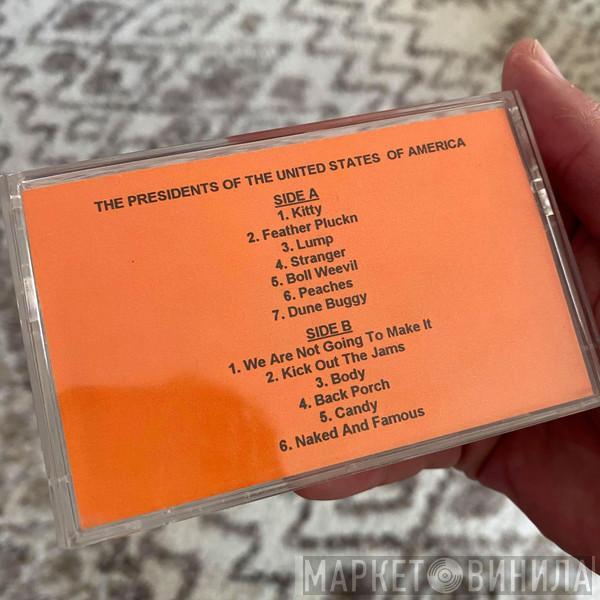 THE PRESIDENTS OF THE UNITED STATES OF AMERICA
SIDE A
1. Kitty
2. Feather Pluckn
3. Lump
4. Stranger
5. Boll Weevil
6. Peaches
7. Dune Buggy
SIDE B
1. We Are Not Going To Make It
2. Kick Out The Jams
3. Body
4. Back Porch
5. Candy
6. Naked And Famous
МАРКЕТ ВИНИЛА